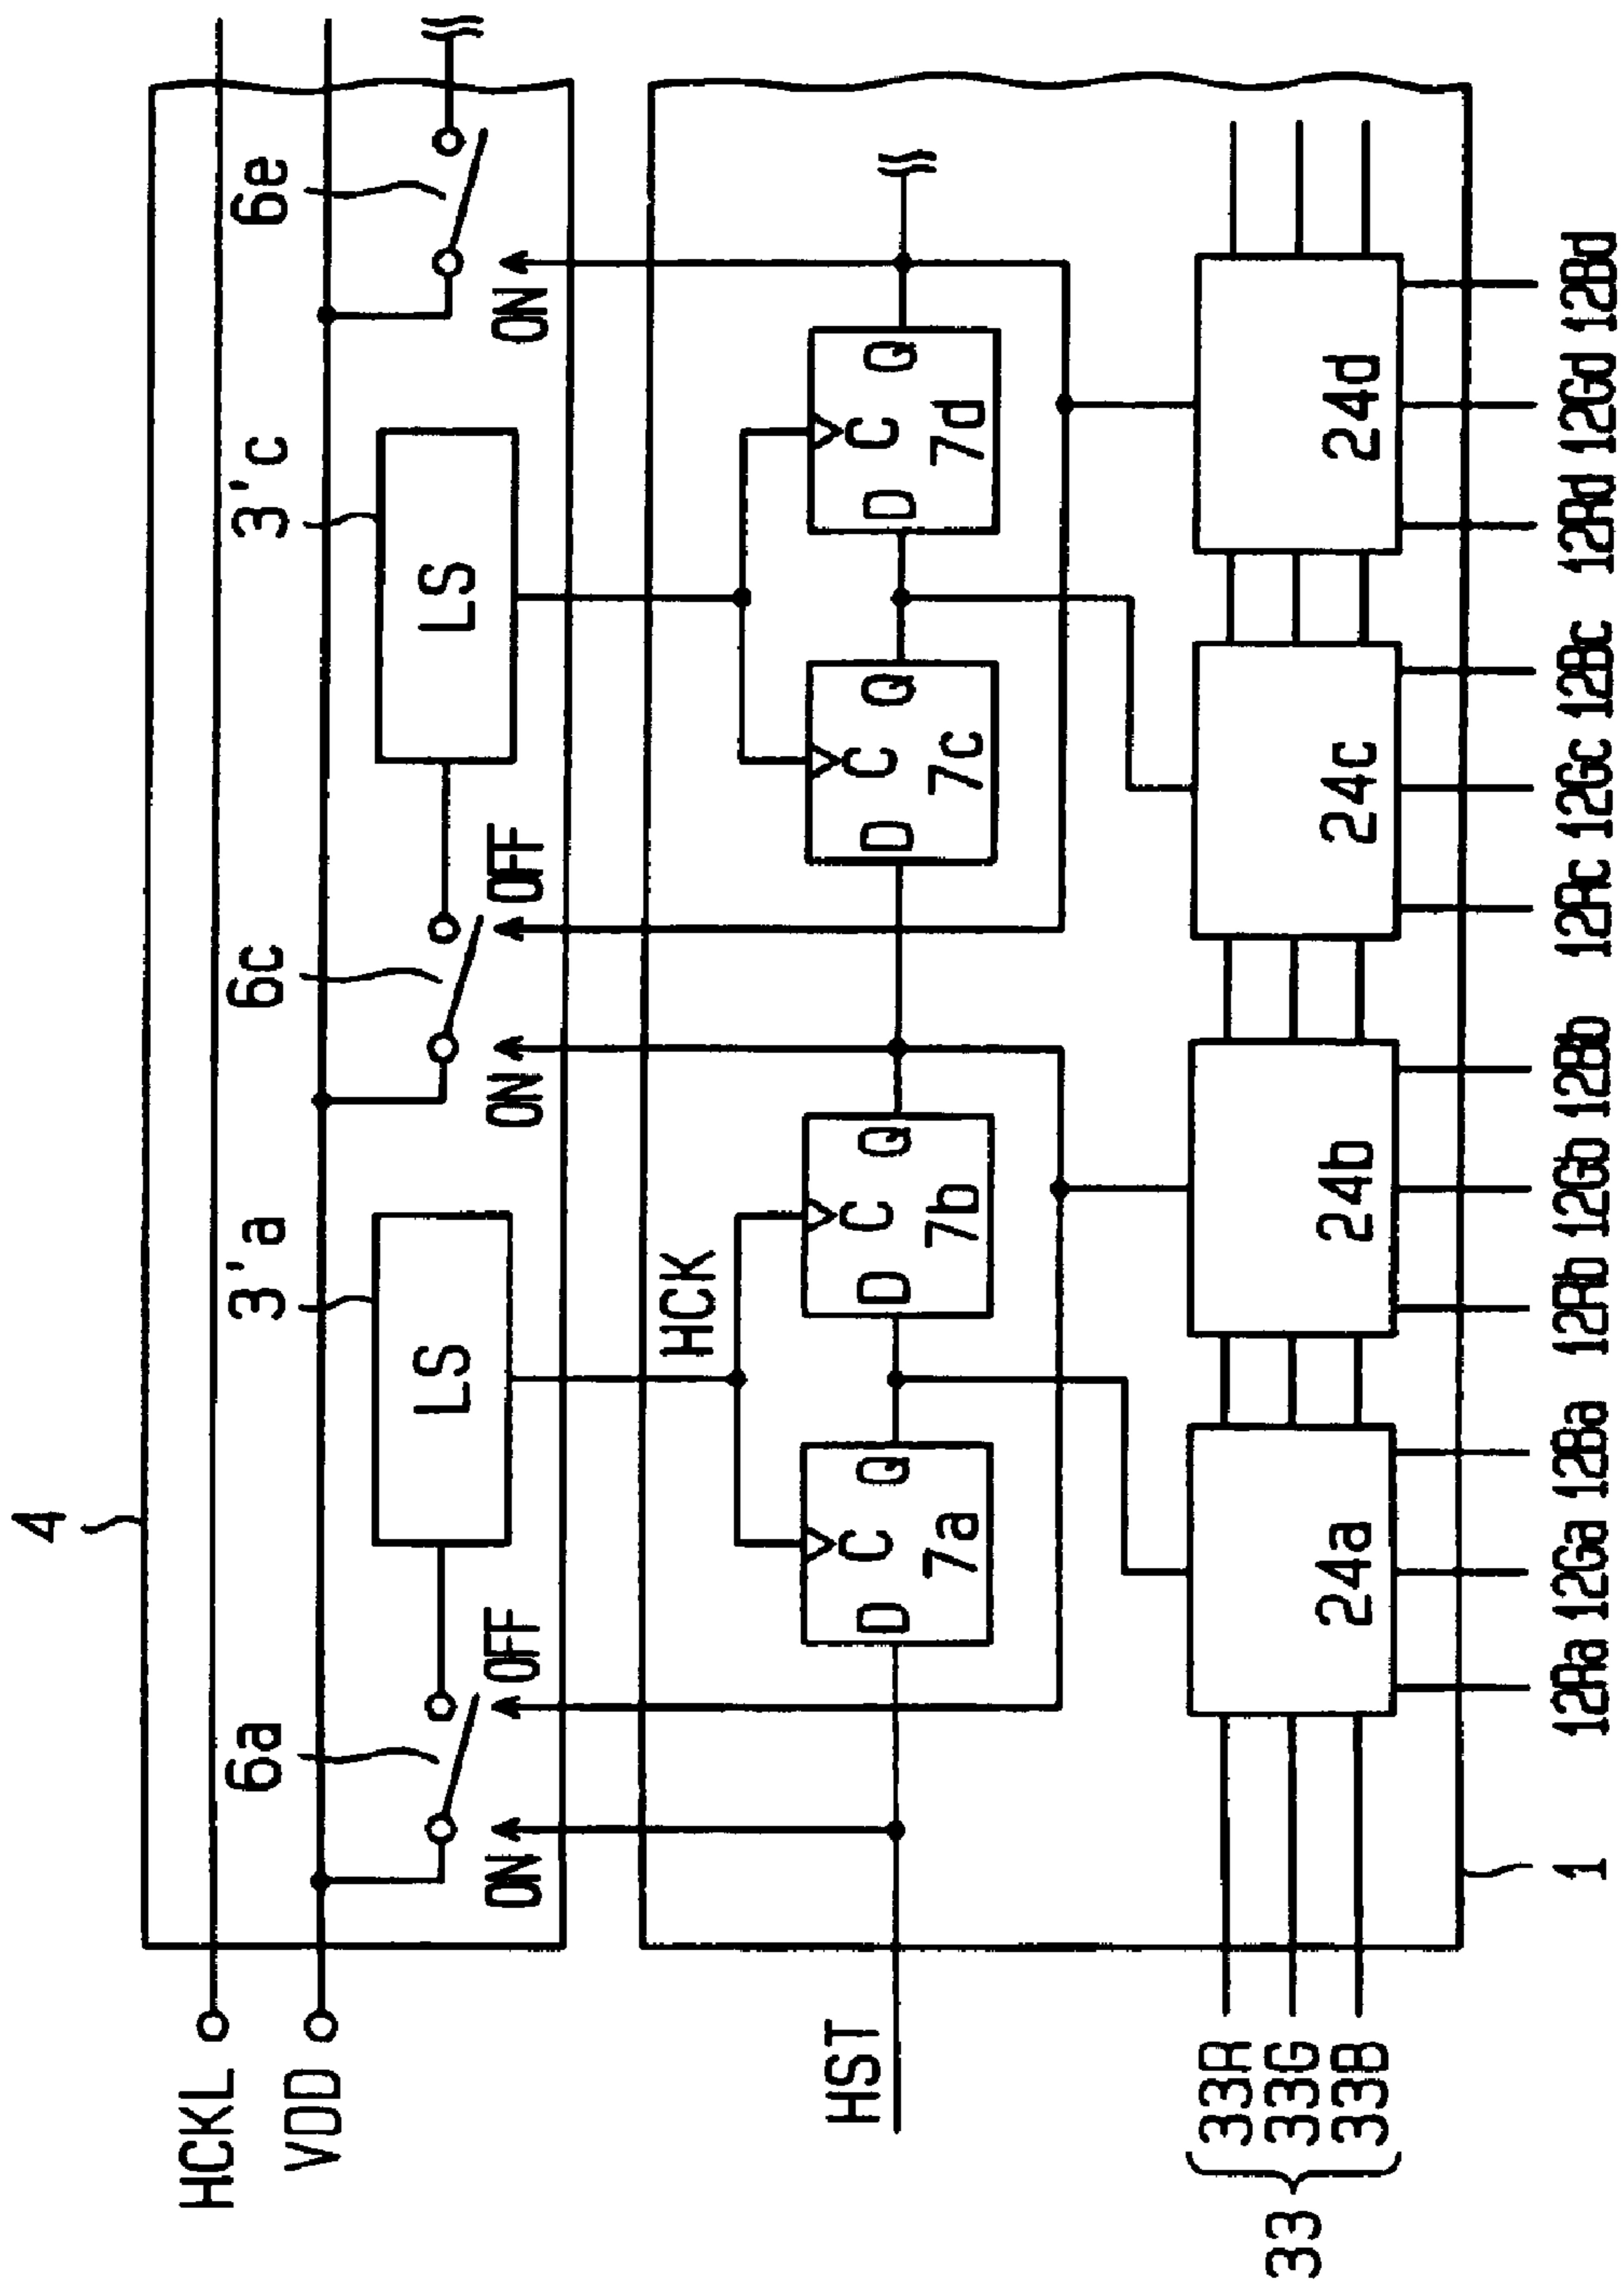 4
HCKL
VDD
6a
3'a
6c
3'c
6e
LS
LS
ON
OFF
ON
OFF
ON
HCK
HST
D
C
Q
7a
D
C
Q
7b
D
C
Q
7c
D
C
Q
7d
33
33R
33G
33B
24a
24b
24c
24d
1
12Ra
12Ga
12Ba
12Rb
12Gb
12Bb
12Rc
12Gc
12Bc
12Rd
12Gd
12Bd